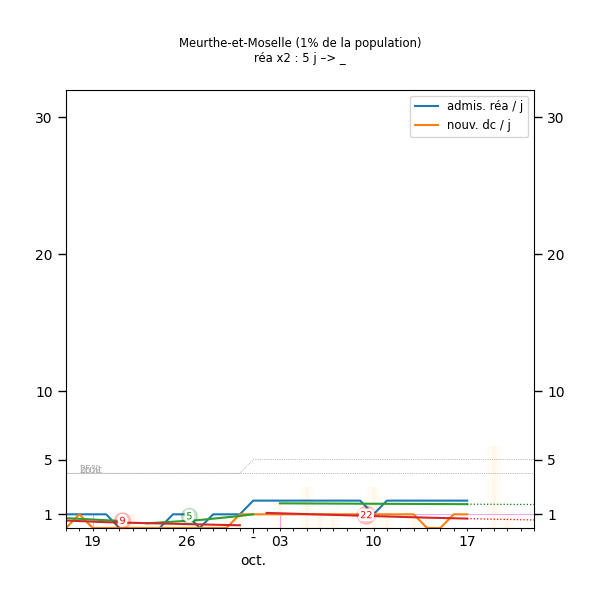 Meurthe-et-Moselle (1% de la population)
réa x2 : 5 j –> _
admis. réa / j
nouv. dc / j
30 30
20 20
10 10
5 5
1 1
9 5 22
19 26 - 03 10 17
oct.